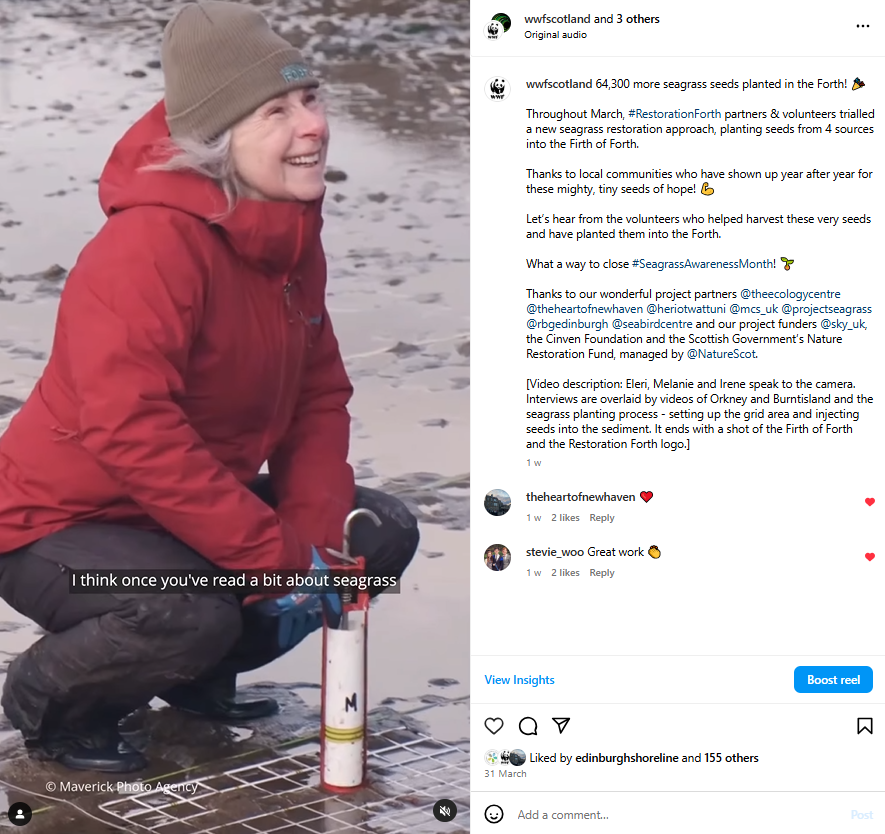 wwfscotland and 3 others
Original audio
wwfscotland 64,300 more seagrass seeds planted in the Forth! 🎉
Throughout March, #RestorationForth partners & volunteers trialled
a new seagrass restoration approach, planting seeds from 4 sources
into the Firth of Forth.
Thanks to local communities who have shown up year after year for
these mighty, tiny seeds of hope! 💪
Let's hear from the volunteers who helped harvest these very seeds
and have planted them into the Forth.
What a way to close #SeagrassAwarenessMonth! 🌱
Thanks to our wonderful project partners @theecologycentre
@theheartofnewhaven @heriotwattuni @mcs_uk @projectseagrass
@rbgedinburgh @seabirdcentre and our project funders @sky_uk,
the Cinven Foundation and the Scottish Government's Nature
Restoration Fund, managed by @NatureScot.
[Video description: Eleri, Melanie and Irene speak to the camera.
Interviews are overlaid by videos of Orkney and Burntisland and the
seagrass planting process - setting up the grid area and injecting
seeds into the sediment. It ends with a shot of the Firth of Forth
and the Restoration Forth logo.]
1 w
theheartofnewhaven ❤️
1 w 2 likes Reply
stevie_woo Great work 👏
1 w 2 likes Reply
View Insights
Boost reel
Liked by edinburghshoreline and 155 others
31 March
Add a comment...
Post
I think once you've read a bit about seagrass
M
© Maverick Photo Agency